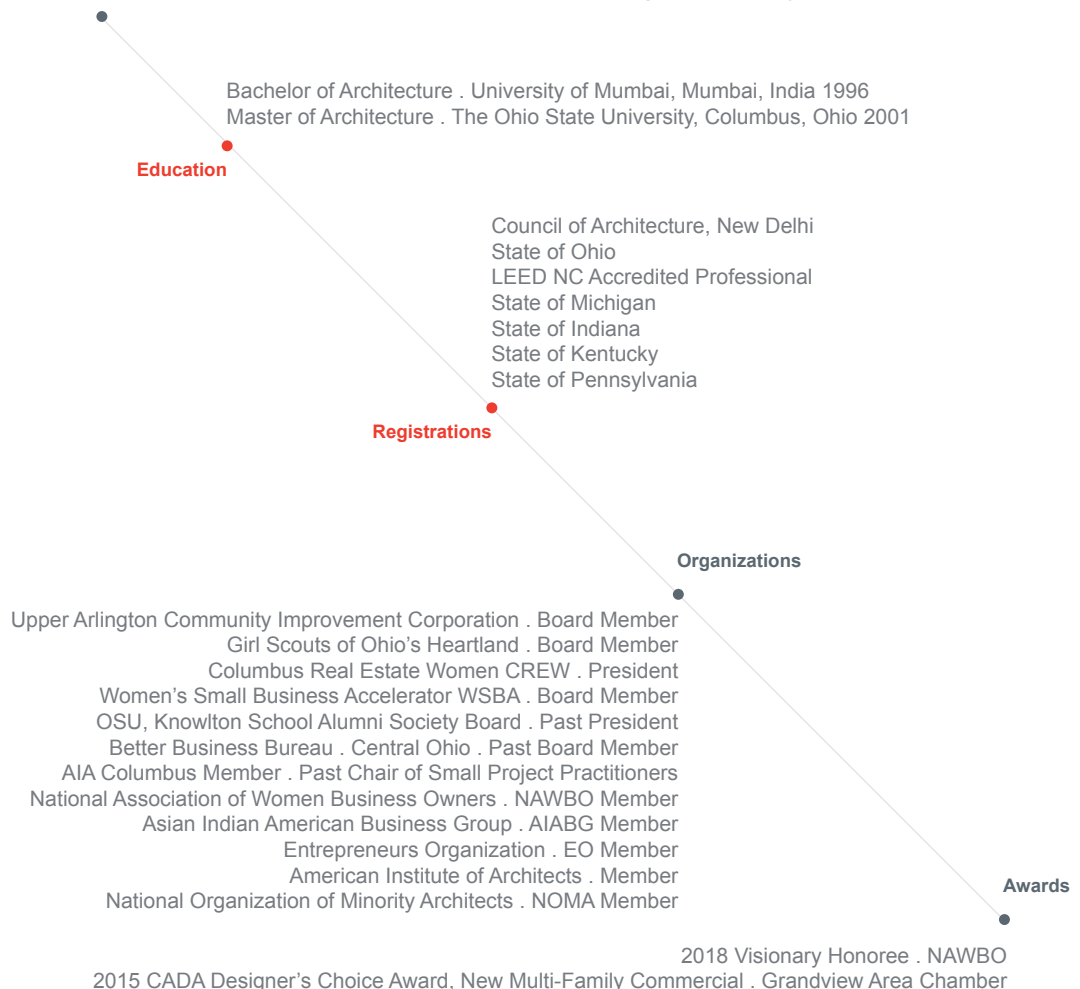 Bachelor of Architecture . University of Mumbai, Mumbai, India 1996
Master of Architecture . The Ohio State University, Columbus, Ohio 2001
Education
Council of Architecture, New Delhi
State of Ohio
LEED NC Accredited Professional
State of Michigan
State of Indiana
State of Kentucky
State of Pennsylvania
Registrations
Organizations
Upper Arlington Community Improvement Corporation . Board Member
Girl Scouts of Ohio’s Heartland . Board Member
Columbus Real Estate Women CREW . President
Women’s Small Business Accelerator WSBA . Board Member
OSU, Knowlton School Alumni Society Board . Past President
Better Business Bureau . Central Ohio . Past Board Member
AIA Columbus Member . Past Chair of Small Project Practitioners
National Association of Women Business Owners . NAWBO Member
Asian Indian American Business Group . AIABG Member
Entrepreneurs Organization . EO Member
American Institute of Architects . Member
National Organization of Minority Architects . NOMA Member
Awards
2018 Visionary Honoree . NAWBO
2015 CADA Designer’s Choice Award, New Multi-Family Commercial . Grandview Area Chamber